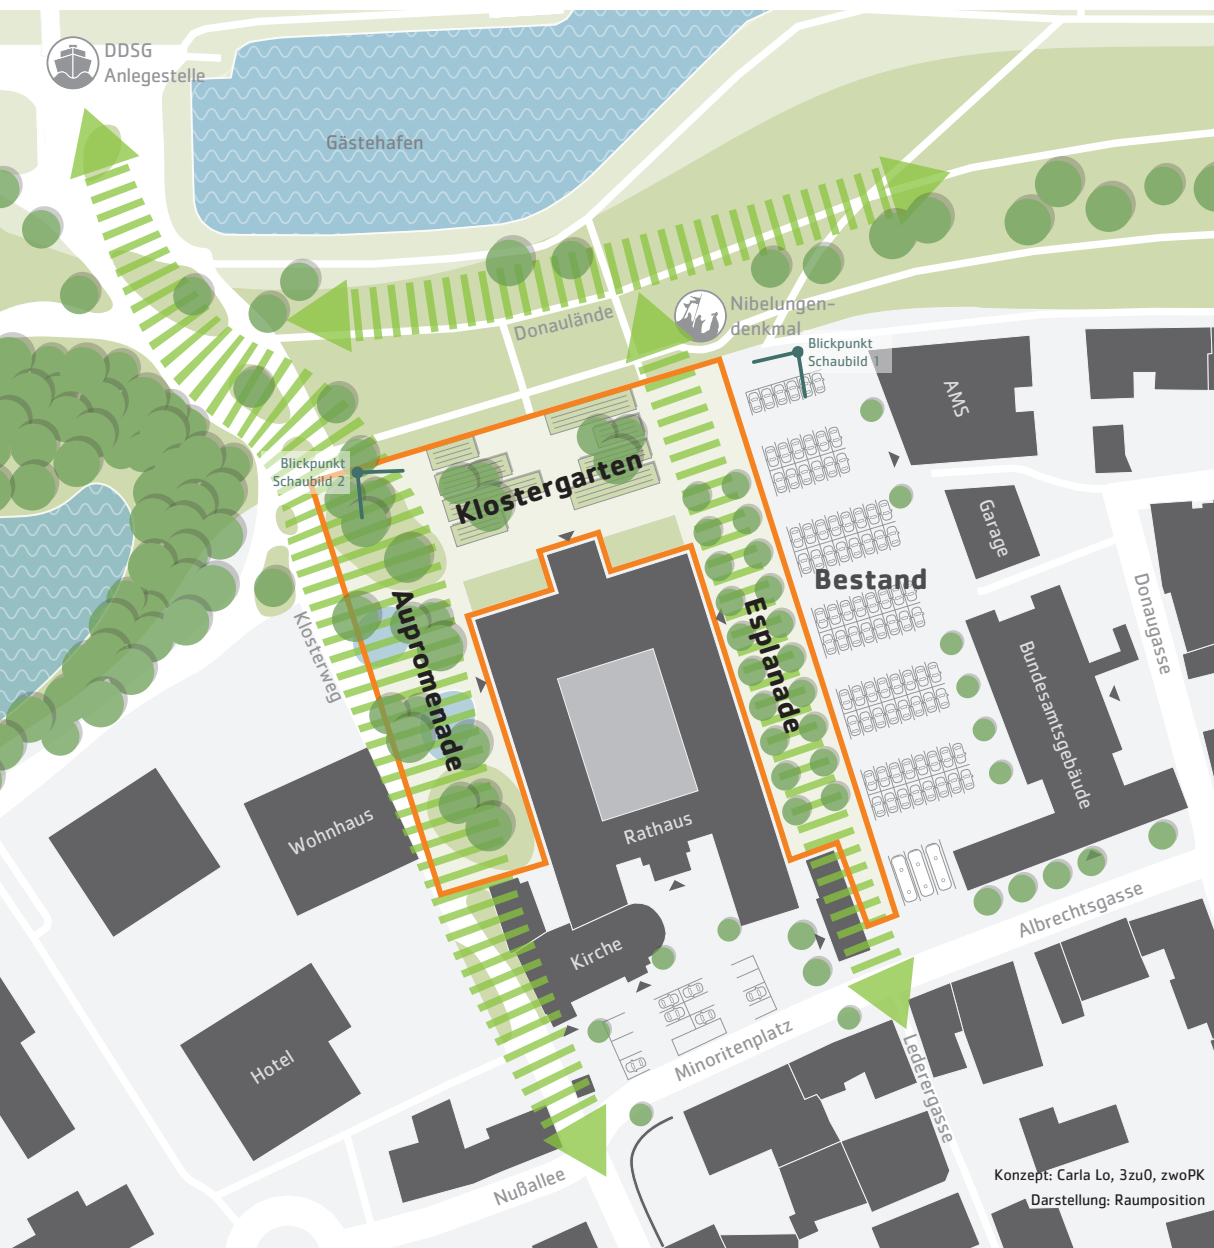 DDSG
Anlegestelle
Gästehafen
Nibelungen-
denkmal
Donaulände
Blickpunkt
Schaubild 1
AMS
Blickpunkt
Schaubild 2
Klostergarten
Garage
Bestand
Donaugasse
Klosterweg
Aupromenade
Esplanade
Bundesamtsgebäude
Wohnhaus
Rathaus
Kirche
Albrechtsgasse
Hotel
Minoritenplatz
Lederergasse
Nußallee
Konzept: Carla Lo, 3zu0, zwoPK
Darstellung: Raumposition